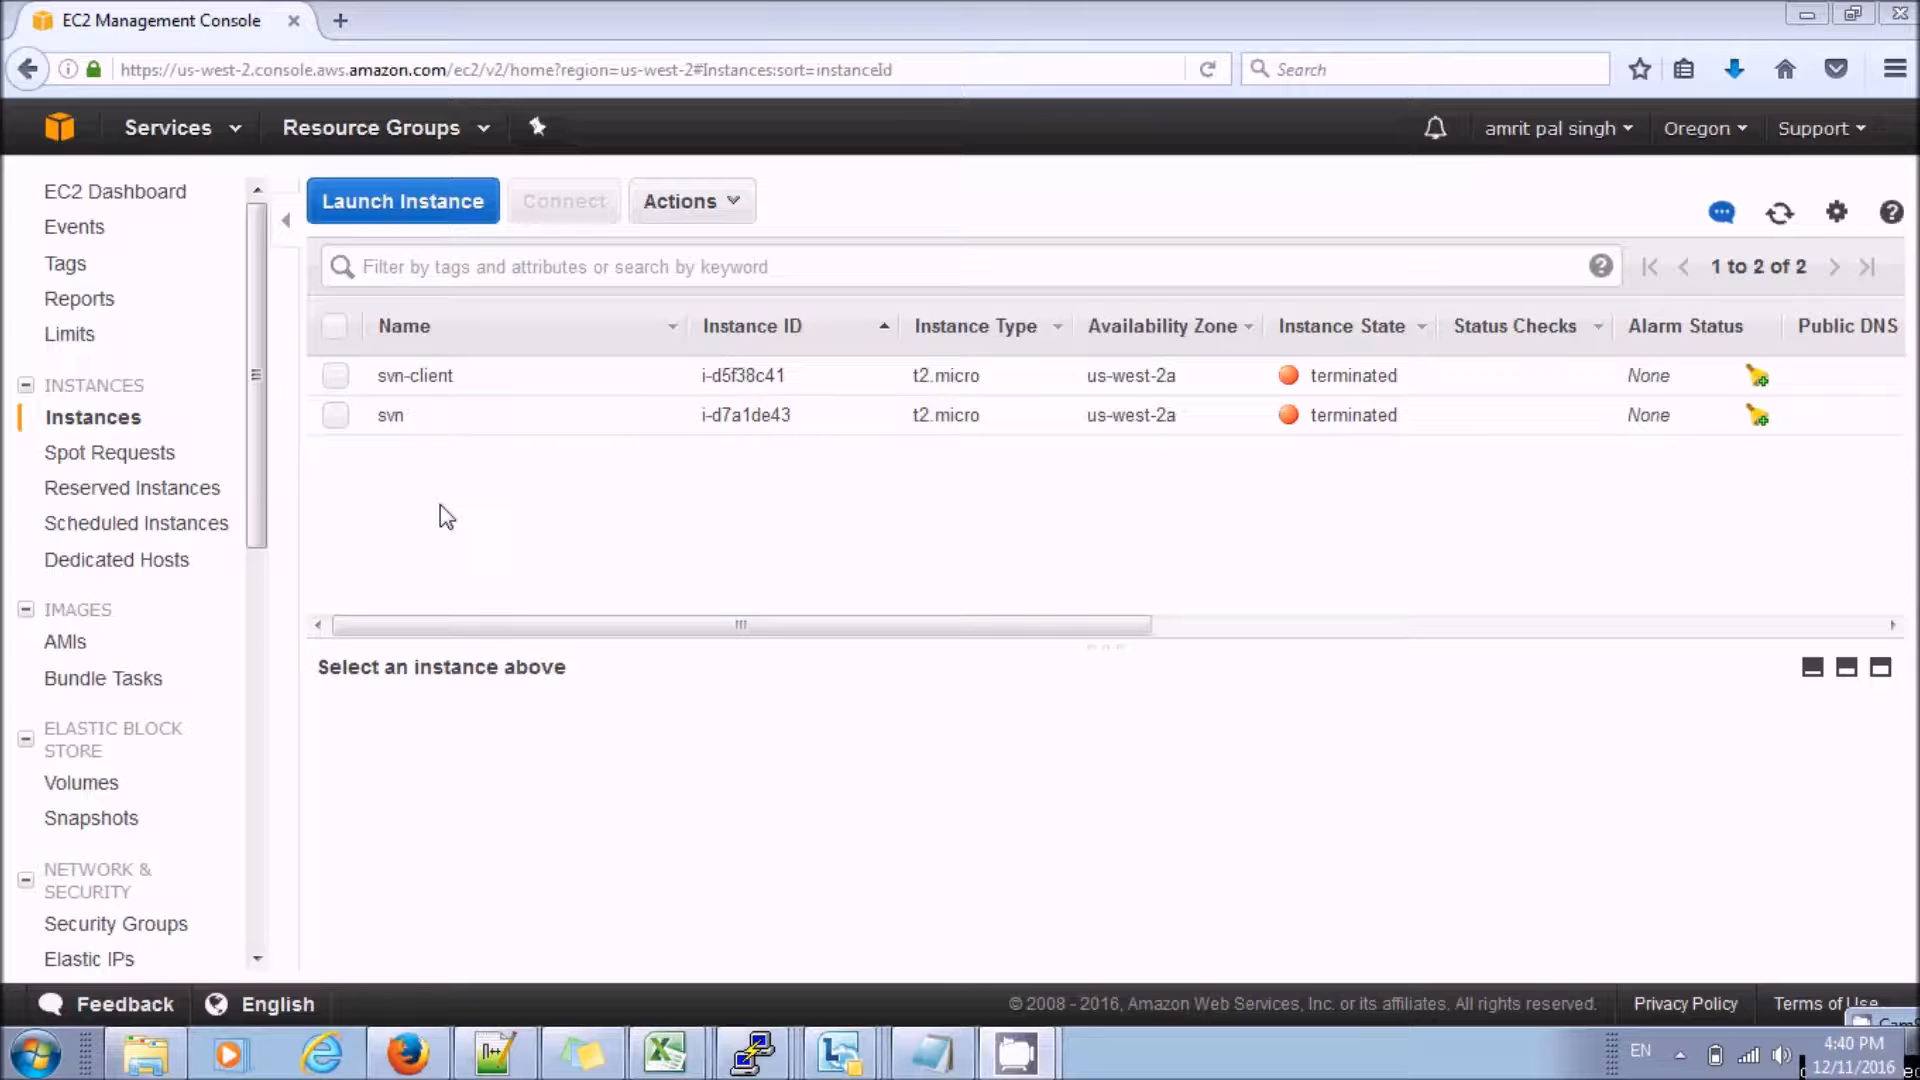 EC2 Management Console
https://us-west-2.console.aws.amazon.com/ec2/v2/home?region=us-west-2#Instances:sort=instanceId
Search
Services
Resource Groups
amrit pal singh
Oregon
Support
EC2 Dashboard
Events
Tags
Reports
Limits
INSTANCES
Instances
Spot Requests
Reserved Instances
Scheduled Instances
Dedicated Hosts
IMAGES
AMIs
Bundle Tasks
ELASTIC BLOCK
STORE
Volumes
Snapshots
NETWORK &
SECURITY
Security Groups
Elastic IPs
Launch Instance
Connect
Actions
Filter by tags and attributes or search by keyword
1 to 2 of 2
Name Instance ID Instance Type Availability Zone Instance State Status Checks Alarm Status Public DNS
svn-client i-d5f38c41 t2.micro us-west-2a terminated None
svn i-d7a1de43 t2.micro us-west-2a terminated None
Select an instance above
Feedback
English
© 2008 - 2016, Amazon Web Services, Inc. or its affiliates. All rights reserved.
Privacy Policy
Terms of Use
EN
4:40 PM
12/11/2016